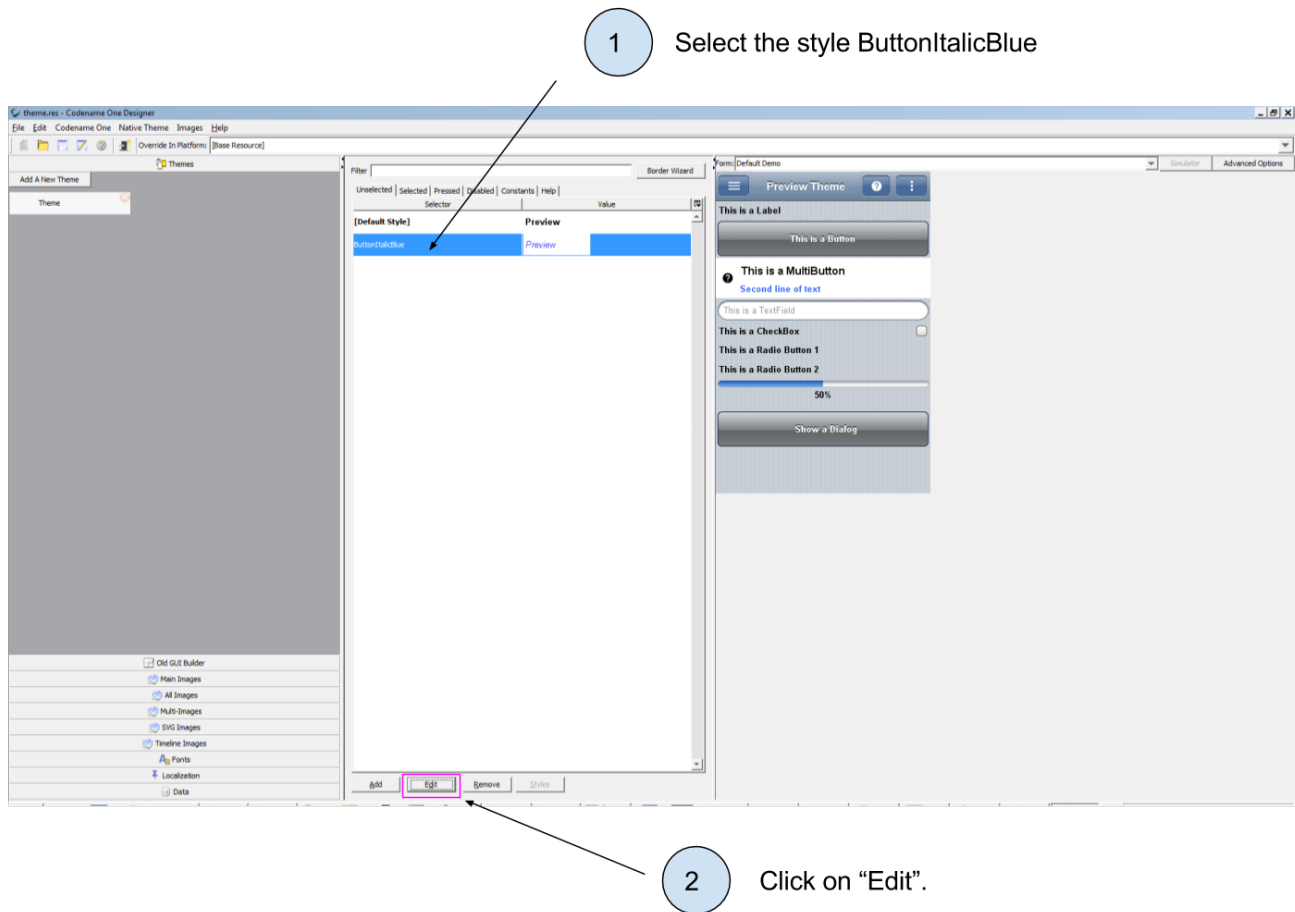 1
Select the style ButtonItalicBlue
theme.res - Codename One Designer
File Edit Codename One Native Theme Images Help
Override In Platform: [Base Resource]
Themes
Add A New Theme
Theme
Filter
Border Wizard
Unselected Selected Pressed Disabled Constants Help
Selector Value
[Default Style] Preview
ButtonItalicBlue Preview
Form: Default Demo
Simulator
Advanced Options
Preview Theme
This is a Label
This is a Button
This is a MultiButton
Second line of text
This is a TextField
This is a CheckBox
This is a Radio Button 1
This is a Radio Button 2
50%
Show a Dialog
Old GUI Builder
Main Images
All Images
Multi-Images
SVG Images
Timeline Images
Fonts
Localization
Data
Add Edit Remove Styles
2
Click on “Edit”.